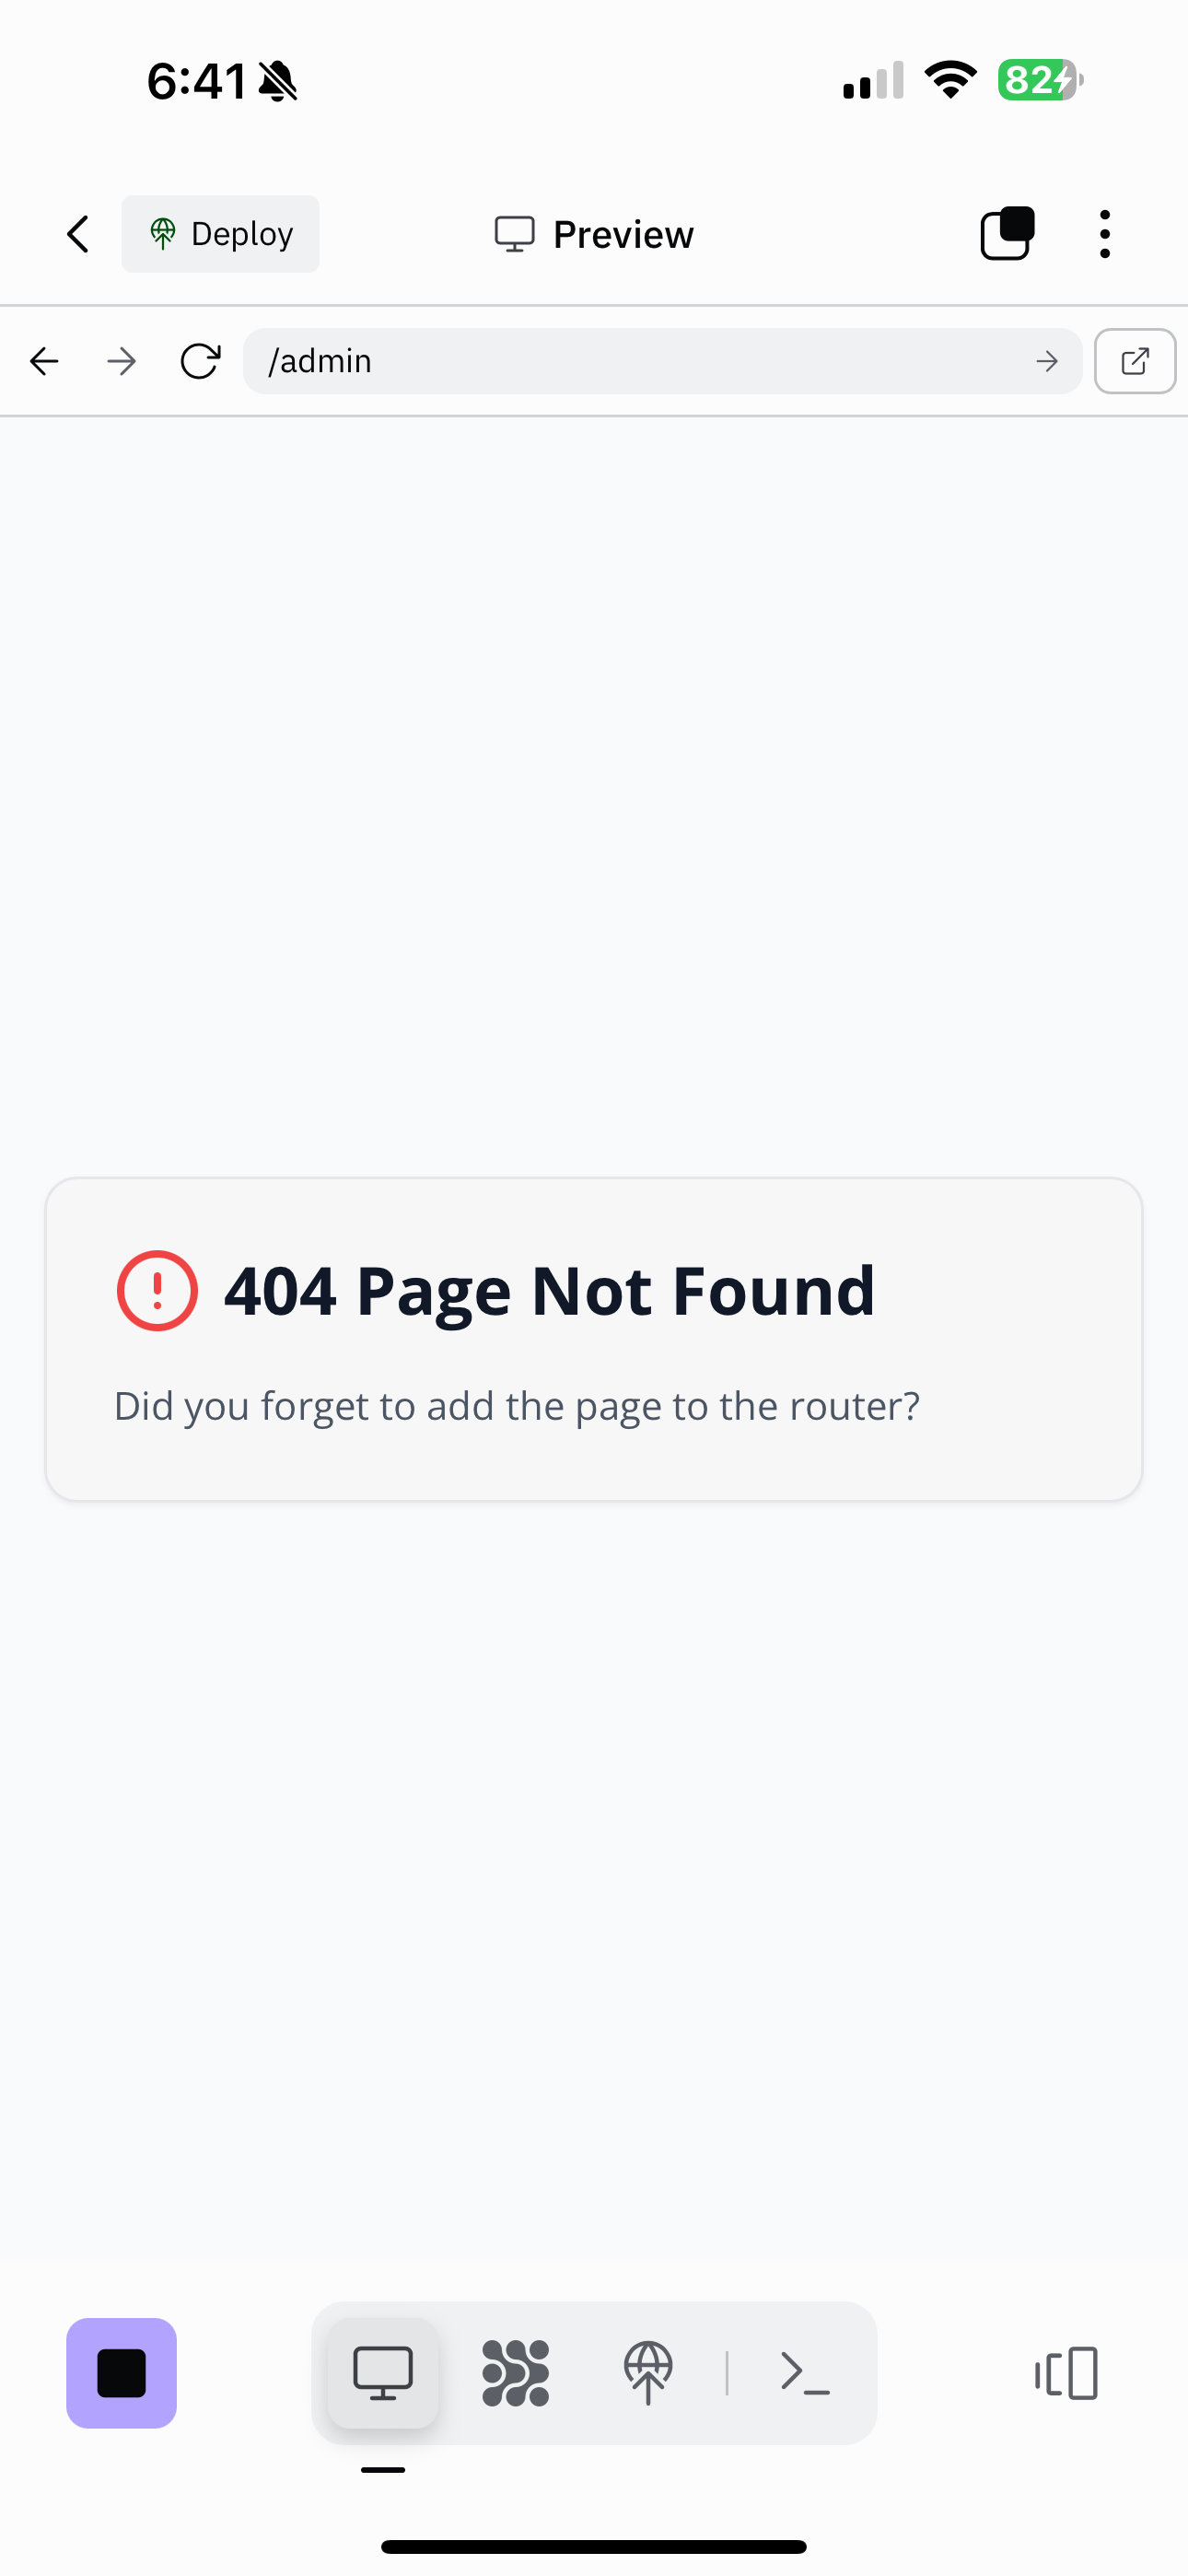 6:41
82
Deploy
Preview
/admin
404 Page Not Found
Did you forget to add the page to the router?